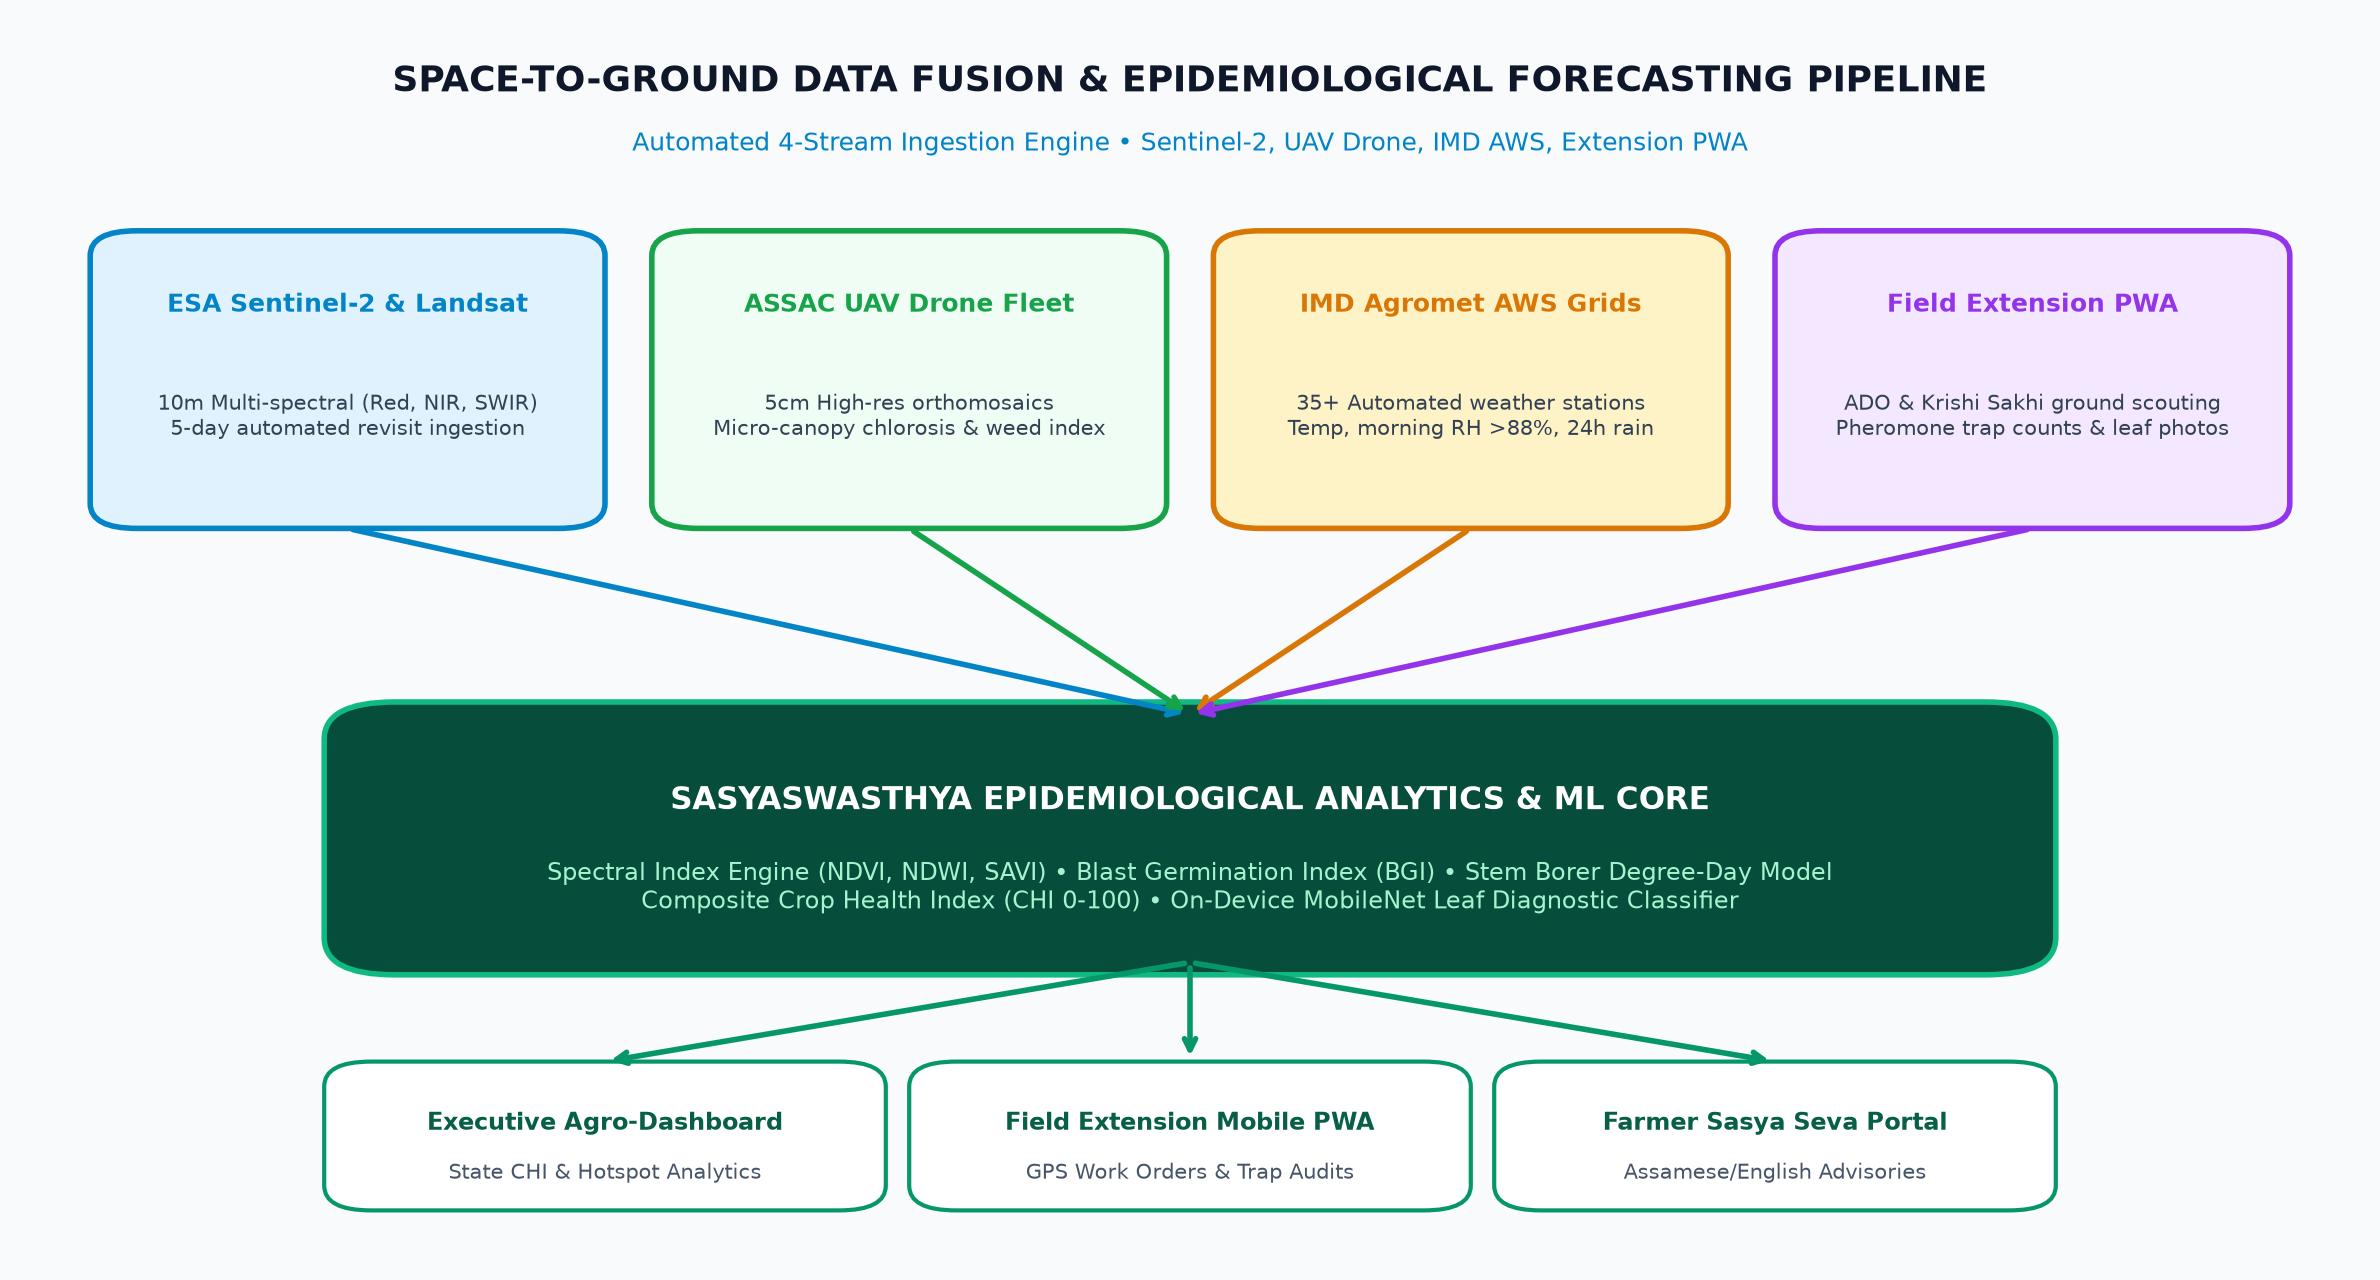 SPACE-TO-GROUND DATA FUSION & EPIDEMIOLOGICAL FORECASTING PIPELINE
Automated 4-Stream Ingestion Engine • Sentinel-2, UAV Drone, IMD AWS, Extension PWA
ESA Sentinel-2 & Landsat
10m Multi-spectral (Red, NIR, SWIR)
5-day automated revisit ingestion
ASSAC UAV Drone Fleet
5cm High-res orthomosaics
Micro-canopy chlorosis & weed index
IMD Agromet AWS Grids
35+ Automated weather stations
Temp, morning RH >88%, 24h rain
Field Extension PWA
ADO & Krishi Sakhi ground scouting
Pheromone trap counts & leaf photos
SASYASWASTHYA EPIDEMIOLOGICAL ANALYTICS & ML CORE
Spectral Index Engine (NDVI, NDWI, SAVI) • Blast Germination Index (BGI) • Stem Borer Degree-Day Model
Composite Crop Health Index (CHI 0-100) • On-Device MobileNet Leaf Diagnostic Classifier
Executive Agro-Dashboard
State CHI & Hotspot Analytics
Field Extension Mobile PWA
GPS Work Orders & Trap Audits
Farmer Sasya Seva Portal
Assamese/English Advisories